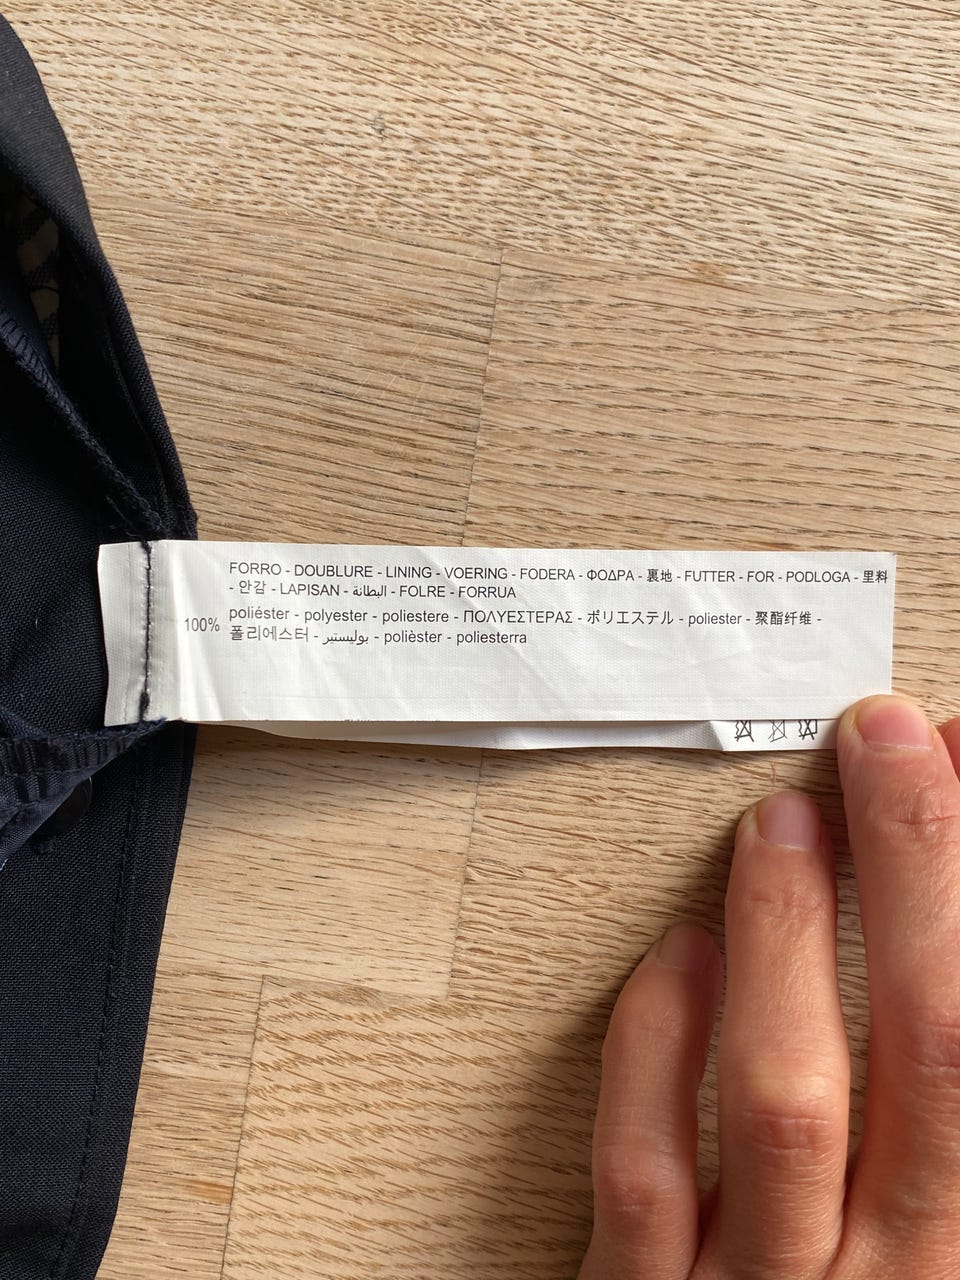 FORRO - DOUBLURE - LINING - VOERING - FODERA - ΦΟΔΡΑ - 裏地 - FUTTER - FOR - PODLOGA - 里料
- 안감 - LAPISAN - البطانة - FOLRE - FORRUA
100% poliéster - polyester - poliestere - ΠΟΛΥΕΣΤΕΡΑΣ - ポリエステル - poliester - 聚酯纤维 -
폴리에스터 - بوليستير - polièster - poliesterra